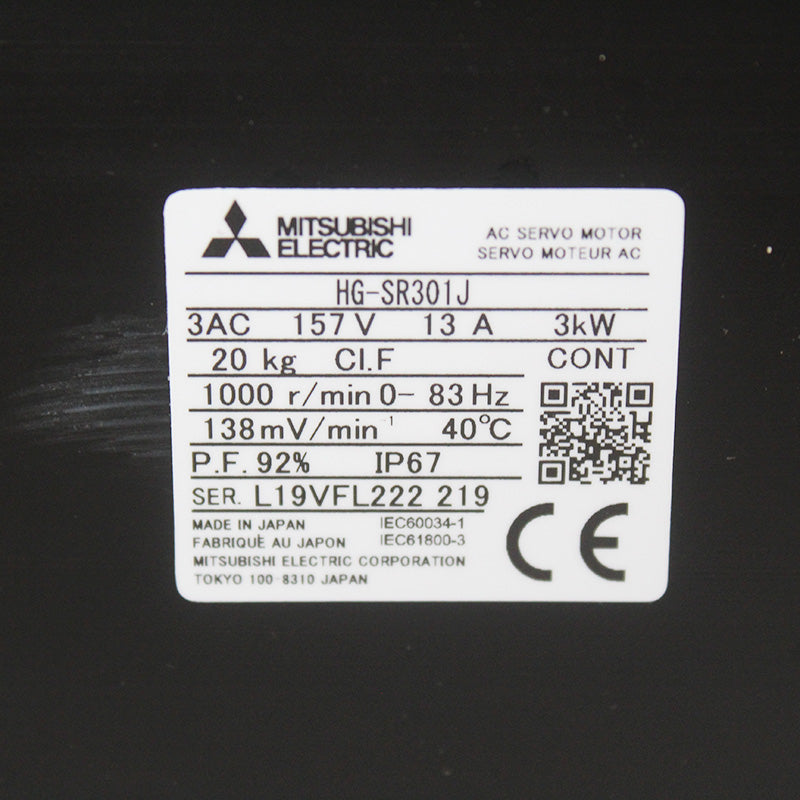 MITSUBISHI
ELECTRIC
AC SERVO MOTOR
SERVO MOTEUR AC
HG-SR301J
3AC 157 V 13 A 3kW
20 kg Cl.F CONT
1000 r/min 0- 83 Hz
138mV/min⁻¹ 40°C
P.F. 92% IP67
SER. L19VFL222 219
MADE IN JAPAN IEC60034-1
FABRIQUÈ AU JAPON IEC61800-3
MITSUBISHI ELECTRIC CORPORATION
TOKYO 100-8310 JAPAN
CE